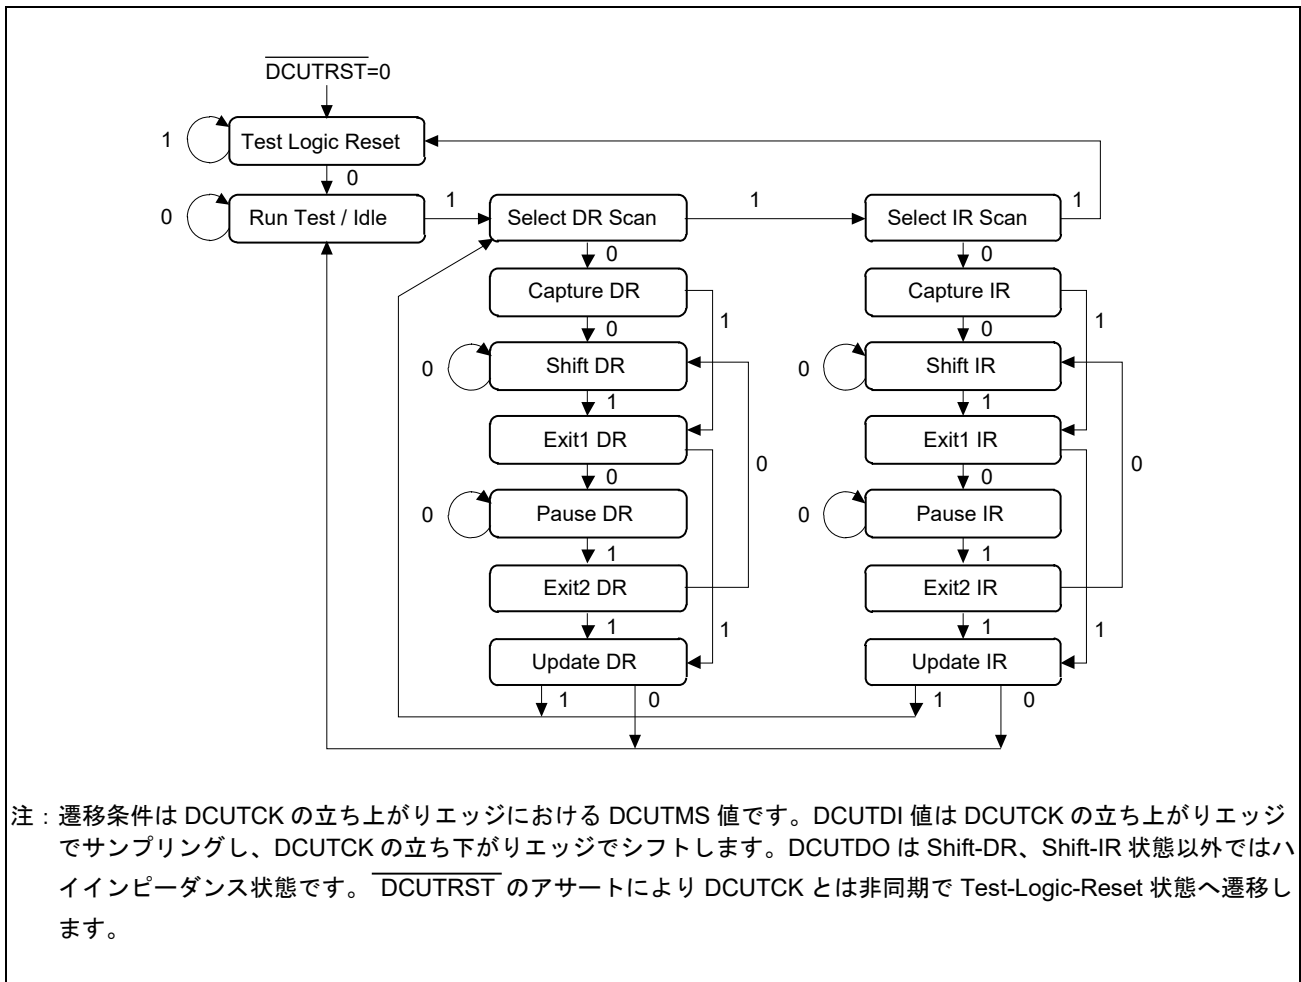 DCUTRST=0
1
Test Logic Reset
0
0
Run Test / Idle
1
Select DR Scan
1
Select IR Scan
1
0
0
Capture DR
1
Capture IR
1
0
0
0
Shift DR
0
Shift IR
1
1
Exit1 DR
Exit1 IR
0
0
0
0
0
Pause DR
0
Pause IR
1
1
Exit2 DR
Exit2 IR
1
1
1
1
Update DR
Update IR
1
0
1
0
注：遷移条件は DCUTCK の立ち上がりエッジにおける DCUTMS 値です。DCUTDI 値は DCUTCK の立ち上がりエッジ
でサンプリングし、DCUTCK の立ち下がりエッジでシフトします。DCUTDO は Shift-DR、Shift-IR 状態以外ではハ
イインピーダンス状態です。 DCUTRST のアサートにより DCUTCK とは非同期で Test-Logic-Reset 状態へ遷移し
ます。